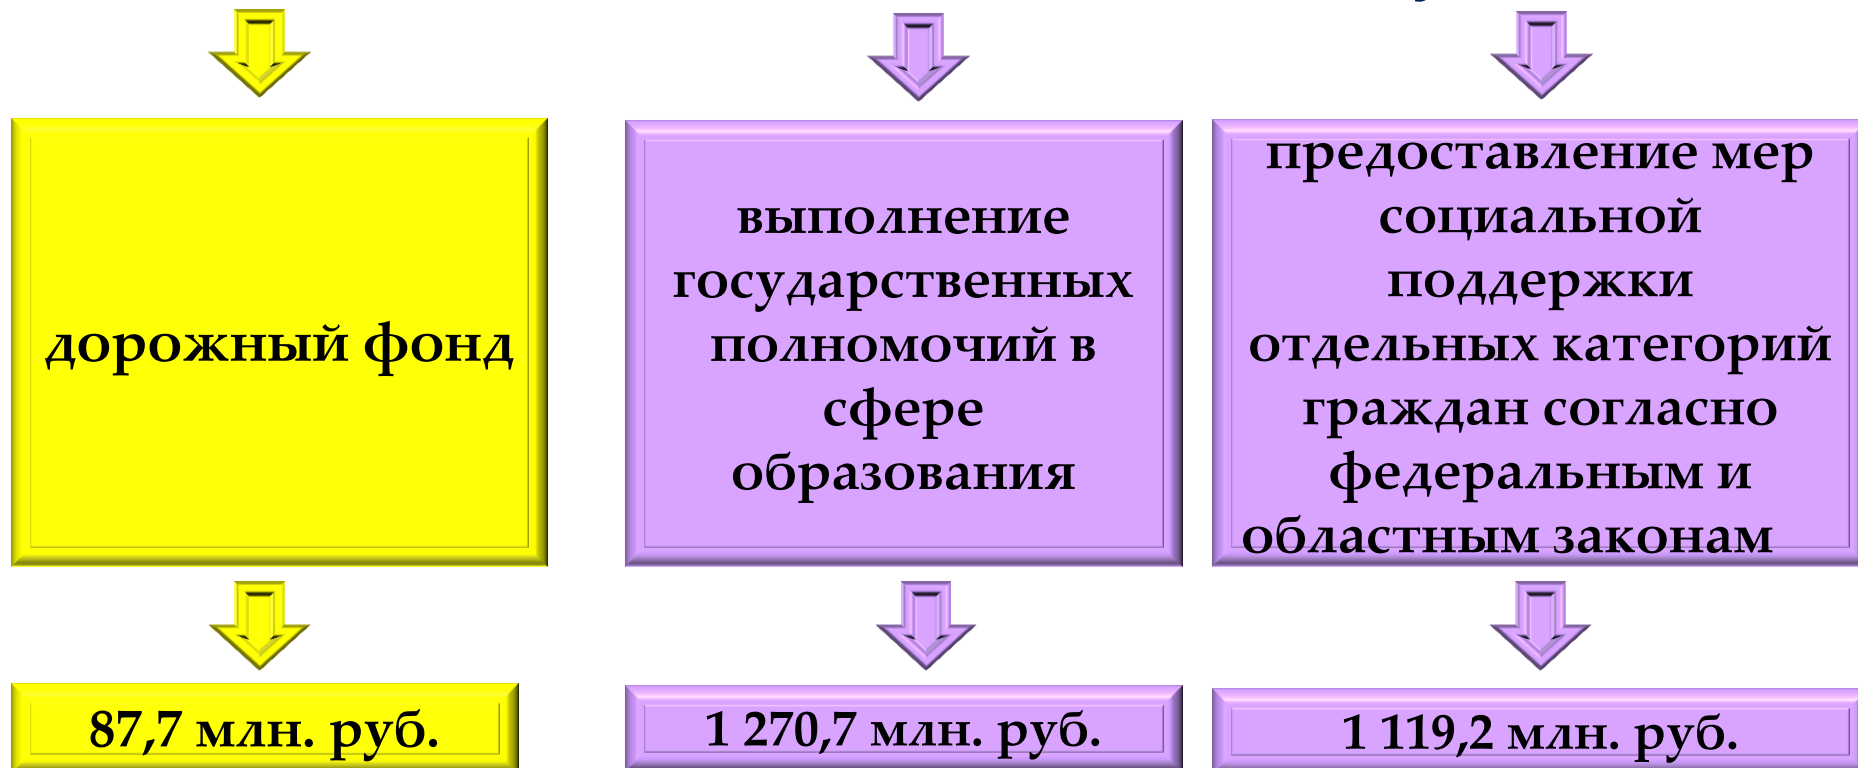 дорожный фонд
выполнение
государственных
полномочий в
сфере
образования
предоставление мер
социальной
поддержки
отдельных категорий
граждан согласно
федеральным и
областным законам
87,7 млн. руб.
1 270,7 млн. руб.
1 119,2 млн. руб.